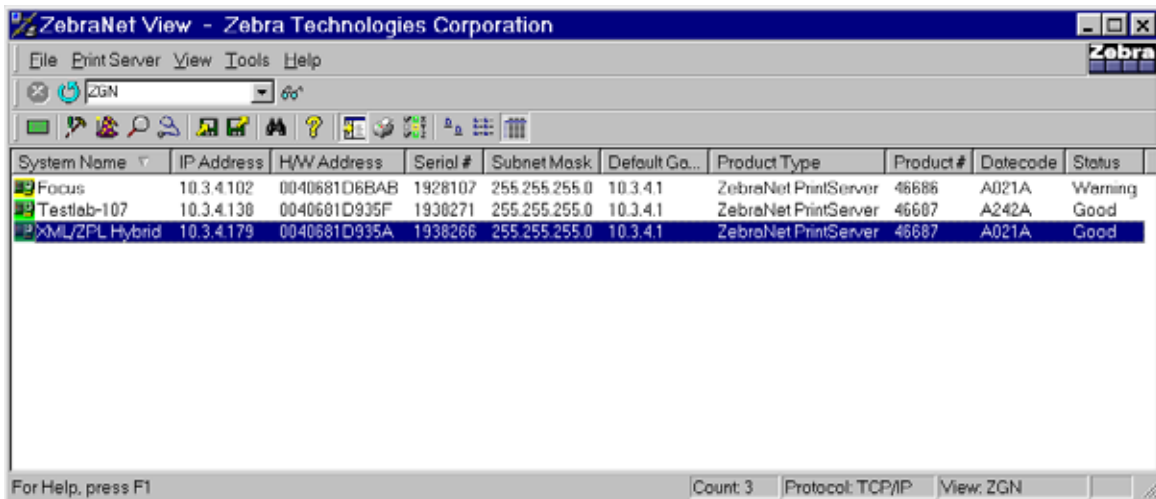 ZebraNet View - Zebra Technologies Corporation
File Print Server View Tools Help
Zebra
ZGN
System Name IP Address H/W Address Serial # Subnet Mask Default Ga... Product Type Product # Datecode Status
Focus 10.3.4.102 0040681D6BAB 1928107 255.255.255.0 10.3.4.1 ZebraNet PrintServer 46686 A021A Warning
Testlab-107 10.3.4.138 0040681D935F 1938271 255.255.255.0 10.3.4.1 ZebraNet PrintServer 46687 A242A Good
XML/ZPL Hybrid 10.3.4.179 0040681D935A 1938266 255.255.255.0 10.3.4.1 ZebraNet PrintServer 46687 A021A Good
For Help, press F1 Count: 3 Protocol: TCP/IP View: ZGN